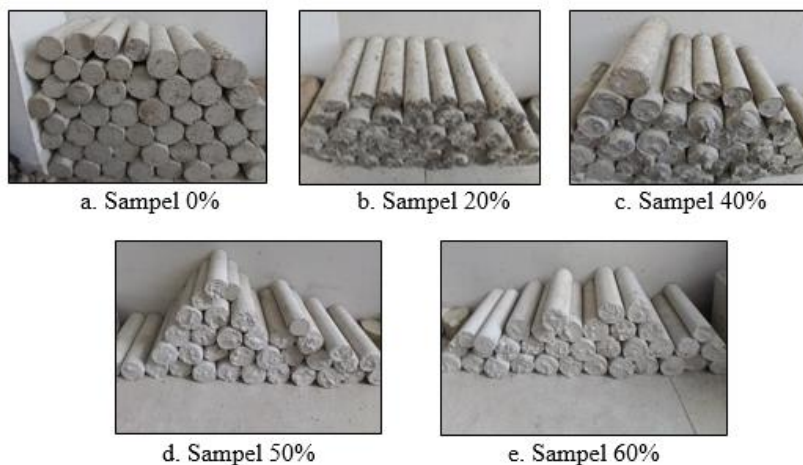 a. Sampel 0%
b. Sampel 20%
c. Sampel 40%
d. Sampel 50%
e. Sampel 60%